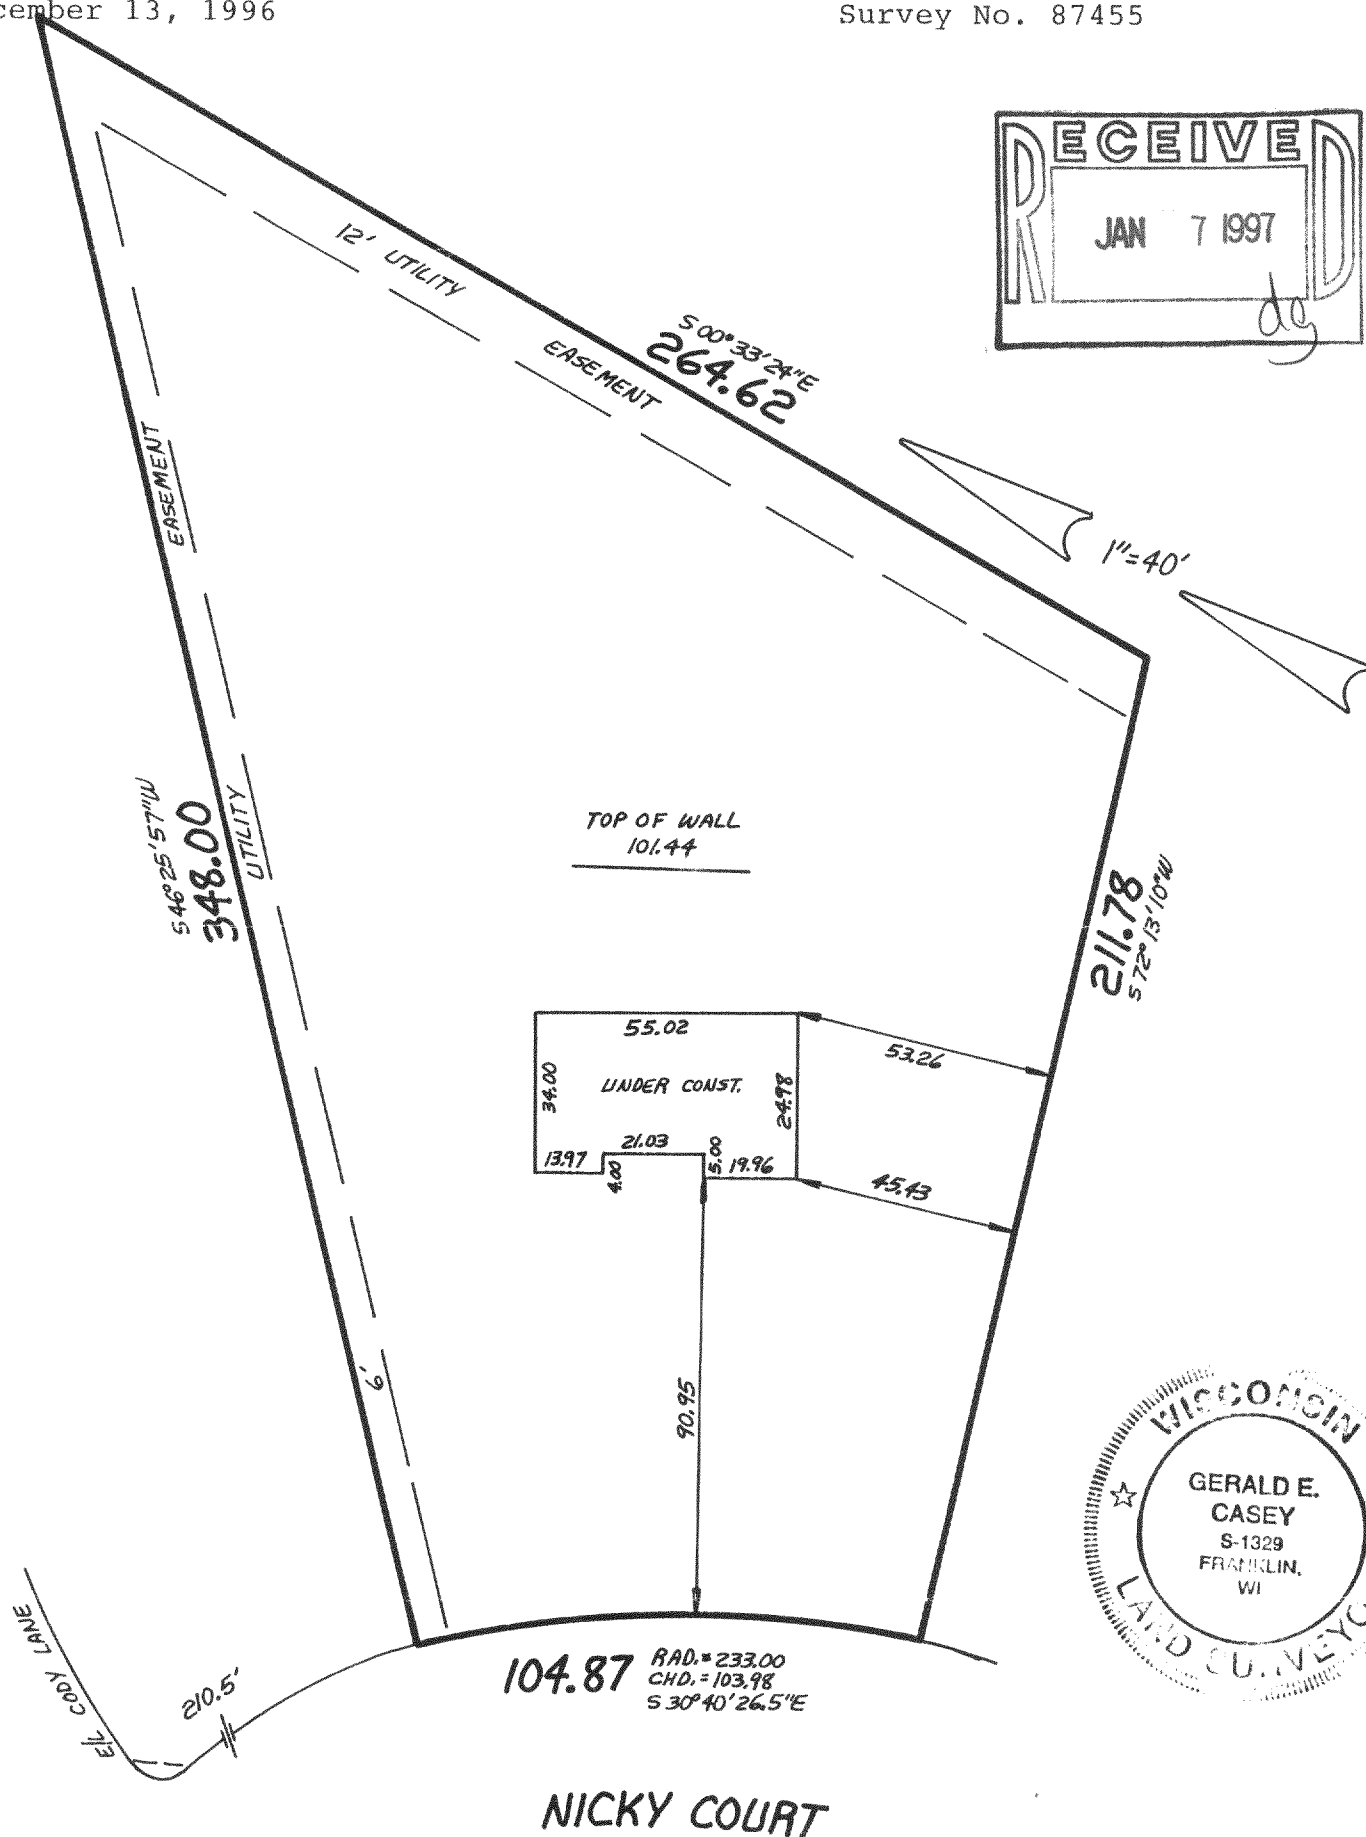 cember 13, 1996
Survey No. 87455
RECEIVED
JAN 7 1997
dg
12' UTILITY
EASEMENT
S 00°33'24"E
264.62
1"=40'
EASEMENT
UTILITY
S 46°25'57"W
348.00
TOP OF WALL
101.44
211.78
S 72°13'10"W
55.02
53.26
34.00
UNDER CONST.
24.98
21.03
13.97
4.00
5.00
19.96
45.43
90.95
6'
WISCONSIN
GERALD E.
CASEY
S-1329
FRANKLIN,
WI
LAND SURVEYO
E/L CODY LANE
210.5'
104.87
RAD.=233.00
CHD.=103.98
S 30°40'26.5"E
NICKY COURT